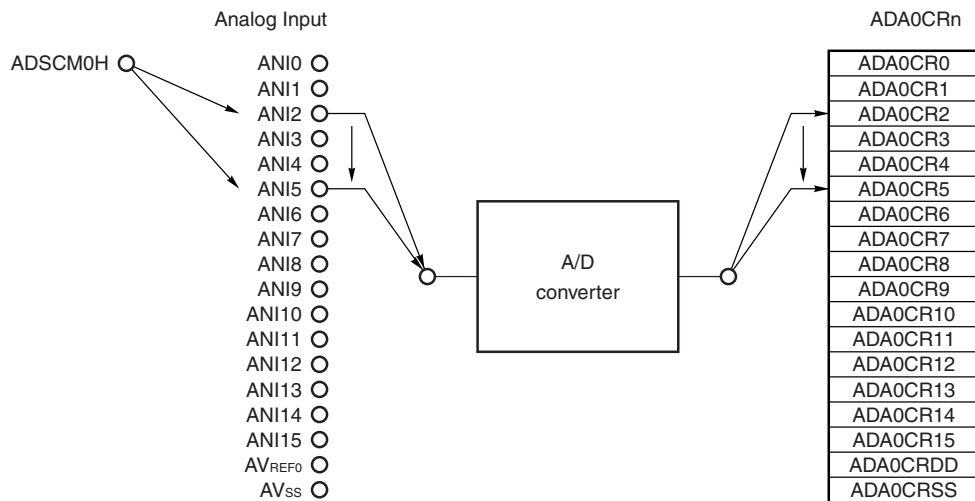 Analog Input
ADA0CRn
ADSCM0H
ANI0
ANI1
ANI2
ANI3
ANI4
ANI5
ANI6
ANI7
ANI8
ANI9
ANI10
ANI11
ANI12
ANI13
ANI14
ANI15
AVREF0
AVSS
A/D
converter
ADA0CR0
ADA0CR1
ADA0CR2
ADA0CR3
ADA0CR4
ADA0CR5
ADA0CR6
ADA0CR7
ADA0CR8
ADA0CR9
ADA0CR10
ADA0CR11
ADA0CR12
ADA0CR13
ADA0CR14
ADA0CR15
ADA0CRDD
ADA0CRSS